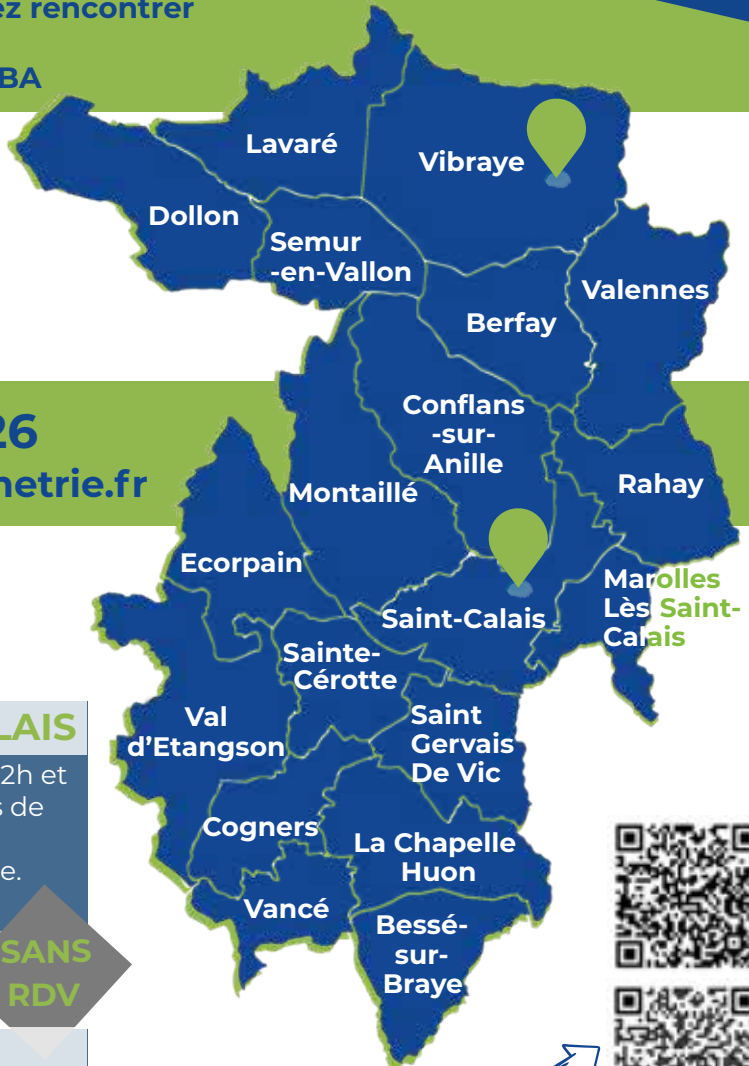 ez rencontrer
BA
Lavaré
Vibraye
Dollon
Semur
-en-Vallon
Valennes
Berfay
26
Conflans
-sur-
Anille
netrie.fr
Montaillé
Rahay
Ecorpain
Marolles
Lès Saint-
Calais
Saint-Calais
Sainte-
Cérotte
LAIS
Val
d'Etangson
Saint
Gervais
De Vic
2h et
s de
e.
Cogners
La Chapelle
Huon
Vancé
Bessé-
sur-
Braye
SANS
RDV